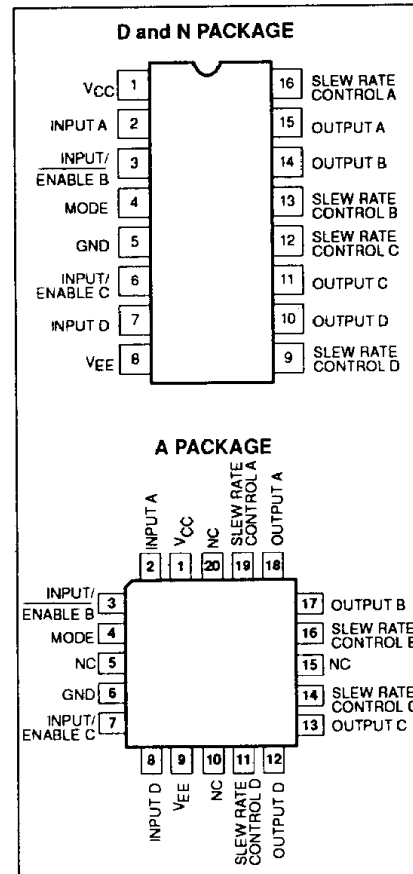 D and N PACKAGE
VCC 1
INPUT A 2
INPUT/
ENABLE B 3
MODE 4
GND 5
INPUT/
ENABLE C 6
INPUT D 7
VEE 8
16 SLEW RATE
CONTROL A
15 OUTPUT A
14 OUTPUT B
13 SLEW RATE
CONTROL B
12 SLEW RATE
CONTROL C
11 OUTPUT C
10 OUTPUT D
9 SLEW RATE
CONTROL D
A PACKAGE
INPUT A
VCC
NC
SLEW RATE
CONTROL A
OUTPUT A
2 1 20 19 18
INPUT/
ENABLE B 3
MODE 4
NC 5
GND 6
INPUT/
ENABLE C 7
17 OUTPUT B
16 SLEW RATE
CONTROL B
15 NC
14 SLEW RATE
CONTROL C
13 OUTPUT C
8 9 10 11 12
INPUT D
VEE
NC
SLEW RATE
CONTROL D
OUTPUT D